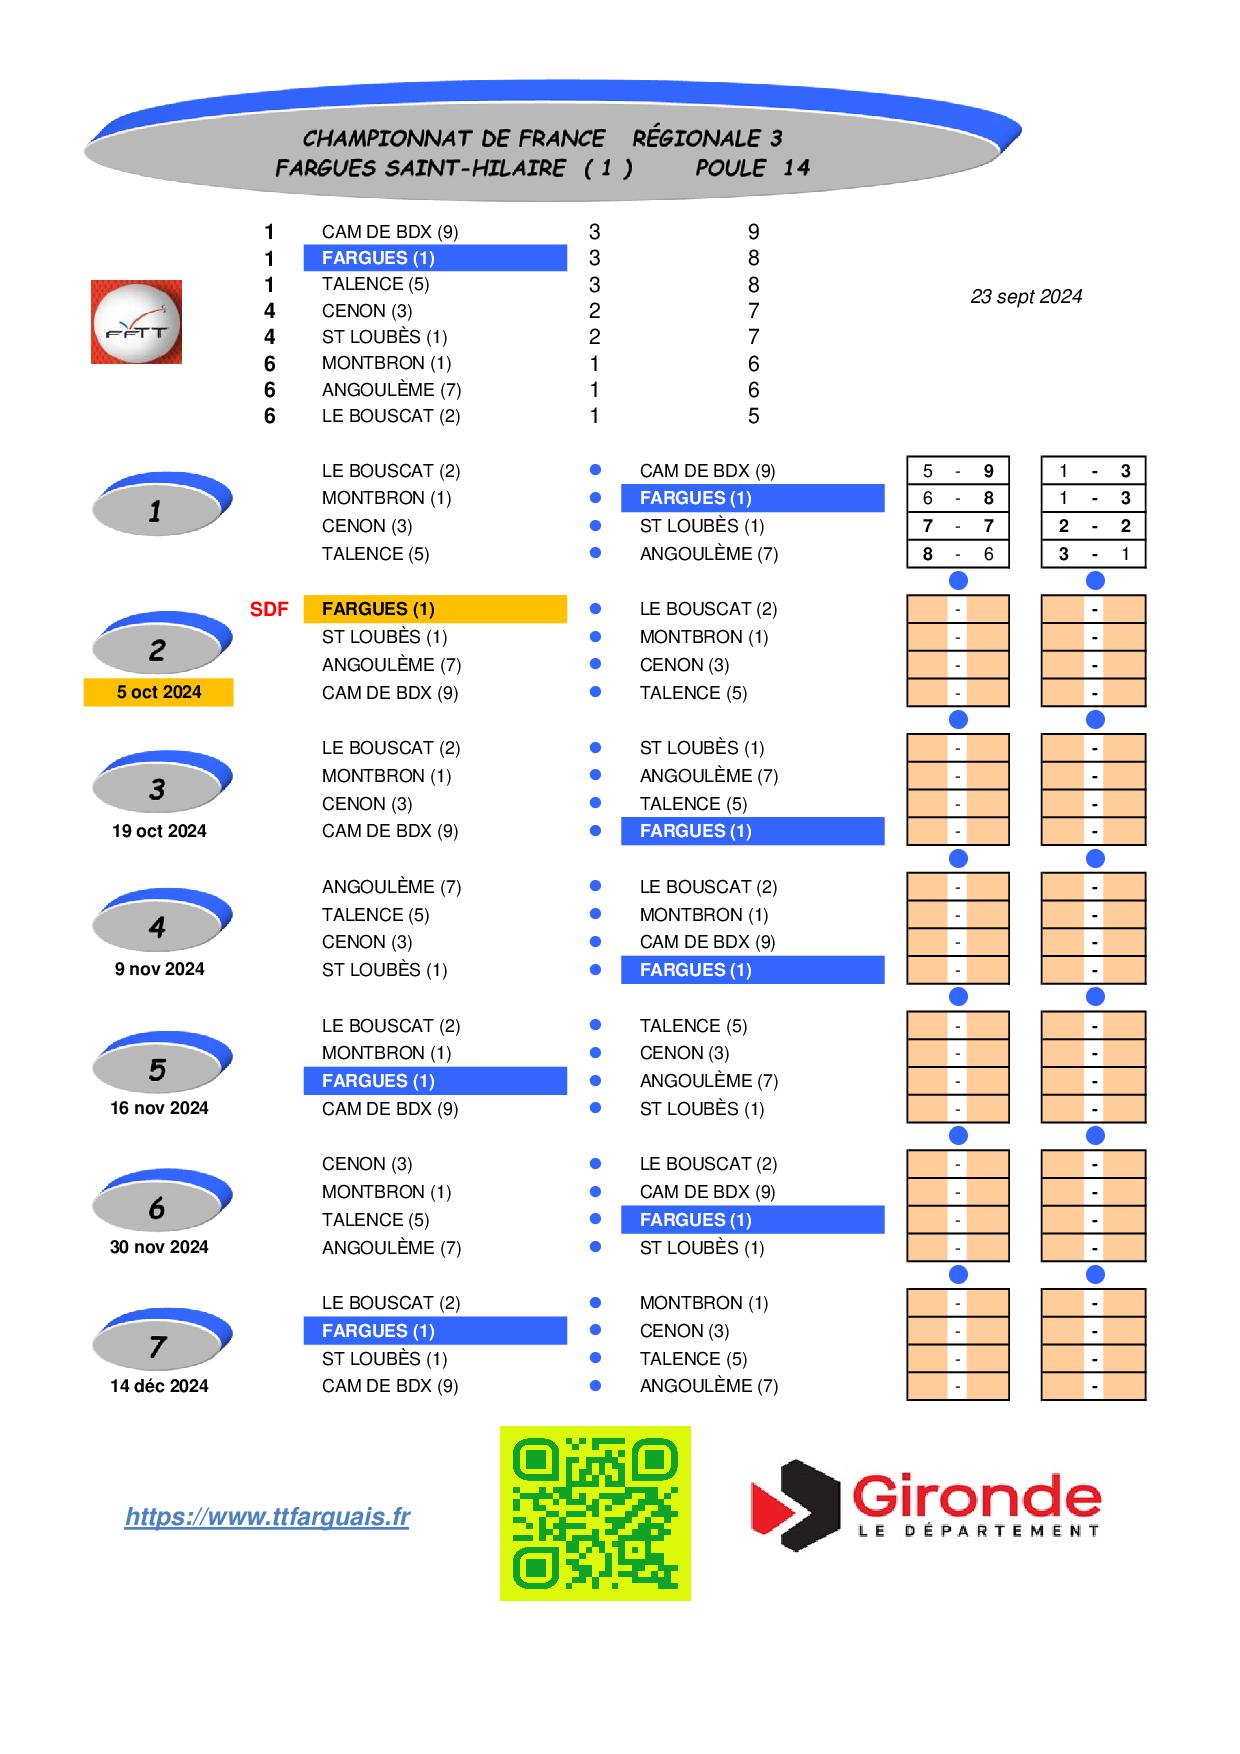 CHAMPIONNAT DE FRANCE RÉGIONALE 3
FARGUES SAINT-HILAIRE ( 1 ) POULE 14
1 CAM DE BDX (9) 3 9
1 FARGUES (1) 3 8
1 TALENCE (5) 3 8
23 sept 2024
4 CENON (3) 2 7
FFTT
4 ST LOUBÈS (1) 2 7
6 MONTBRON (1) 1 6
6 ANGOULÈME (7) 1 6
6 LE BOUSCAT (2) 1 5
1
LE BOUSCAT (2) CAM DE BDX (9) 5 - 9 1 - 3
MONTBRON (1) FARGUES (1) 6 - 8 1 - 3
CENON (3) ST LOUBÈS (1) 7 - 7 2 - 2
TALENCE (5) ANGOULÈME (7) 8 - 6 3 - 1
2
5 oct 2024
SDF FARGUES (1) LE BOUSCAT (2) - -
ST LOUBÈS (1) MONTBRON (1) - -
ANGOULÈME (7) CENON (3) - -
CAM DE BDX (9) TALENCE (5) - -
3
19 oct 2024
LE BOUSCAT (2) ST LOUBÈS (1) - -
MONTBRON (1) ANGOULÈME (7) - -
CENON (3) TALENCE (5) - -
CAM DE BDX (9) FARGUES (1) - -
4
9 nov 2024
ANGOULÈME (7) LE BOUSCAT (2) - -
TALENCE (5) MONTBRON (1) - -
CENON (3) CAM DE BDX (9) - -
ST LOUBÈS (1) FARGUES (1) - -
5
16 nov 2024
LE BOUSCAT (2) TALENCE (5) - -
MONTBRON (1) CENON (3) - -
FARGUES (1) ANGOULÈME (7) - -
CAM DE BDX (9) ST LOUBÈS (1) - -
6
30 nov 2024
CENON (3) LE BOUSCAT (2) - -
MONTBRON (1) CAM DE BDX (9) - -
TALENCE (5) FARGUES (1) - -
ANGOULÈME (7) ST LOUBÈS (1) - -
7
14 déc 2024
LE BOUSCAT (2) MONTBRON (1) - -
FARGUES (1) CENON (3) - -
ST LOUBÈS (1) TALENCE (5) - -
CAM DE BDX (9) ANGOULÈME (7) - -
https://www.ttfarguais.fr
Gironde
LE DÉPARTEMENT